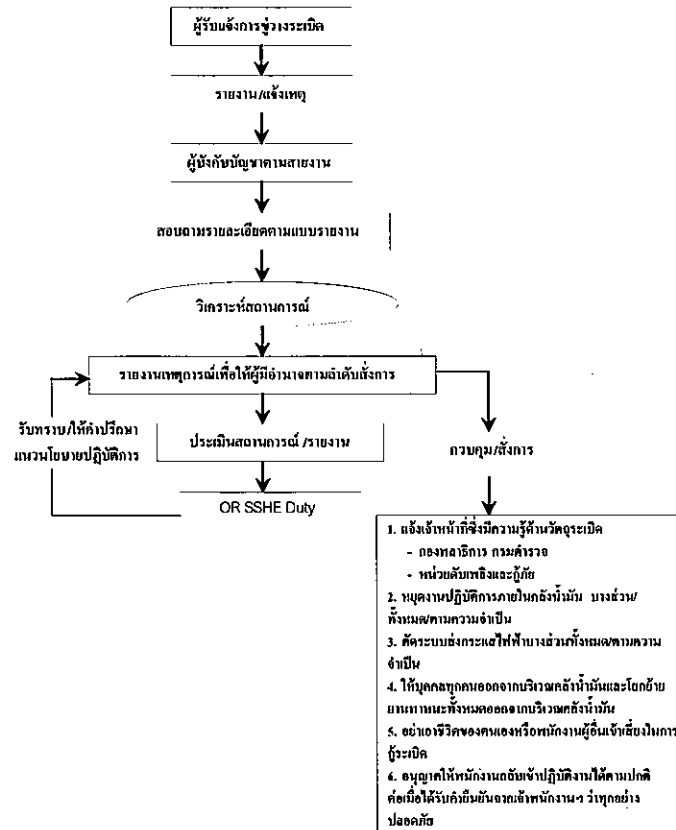 ผู้รับแจ้งการขู่วางระเบิด
รายงาน/แจ้งเหตุ
ผู้บังคับบัญชาตามสายงาน
สอบถามรายละเอียดตามแบบรายงาน
วิเคราะห์สถานการณ์
รายงานเหตุการณ์เพื่อให้ผู้มีอำนาจตามลำดับสั่งการ
รับทราบ/ให้คำปรึกษา
แนวนโยบายปฏิบัติการ
ประเมินสถานการณ์ /รายงาน
OR SSHE Duty
ควบคุม/สั่งการ
1. แจ้งเจ้าหน้าที่ซึ่งมีความรู้ด้านวัตถุระเบิด
- กองพลาธิการ กรมตำรวจ
- หน่วยดับเพลิงและกู้ภัย
2. หยุดงานปฏิบัติการภายในคลังน้ำมัน บางส่วน/
ทั้งหมด/ตามความจำเป็น
3. ตัดระบบส่งกระแสไฟฟ้าบางส่วนทั้งหมด/ตามความ
จำเป็น
4. ให้บุคคลทุกคนออกจากบริเวณคลังน้ำมันและโยกย้าย
ยานพาหนะทั้งหมดออกจากบริเวณคลังน้ำมัน
5. อย่าเอาชีวิตของตนเองหรือพนักงานผู้อื่นเข้าเสี่ยงในการ
กู้ระเบิด
6. อนุญาตให้พนักงานกลับเข้าปฏิบัติงานได้ตามปกติ
ต่อเมื่อได้รับคำยืนยันจากเจ้าพนักงานฯ ว่าทุกอย่าง
ปลอดภัย